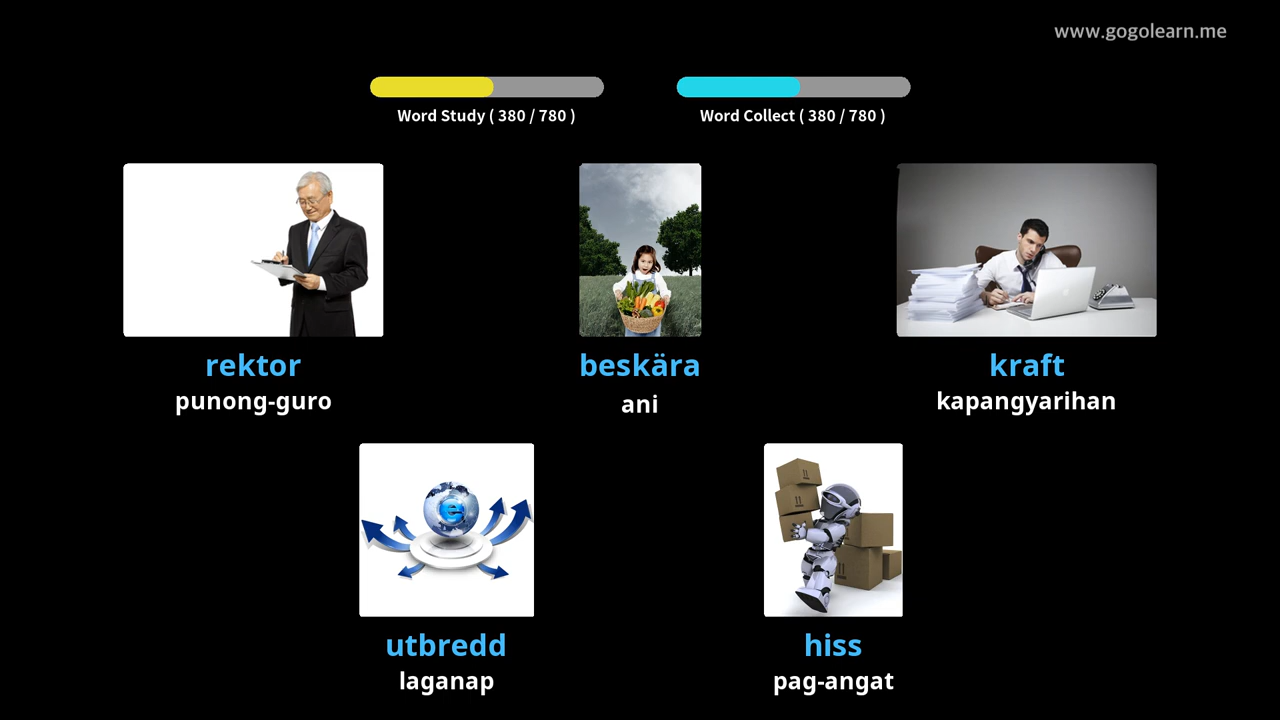 www.gogolearn.me
Word Study ( 380 / 780 )
Word Collect ( 380 / 780 )
rektor
punong-guro
beskära
ani
kraft
kapangyarihan
utbredd
laganap
hiss
pag-angat